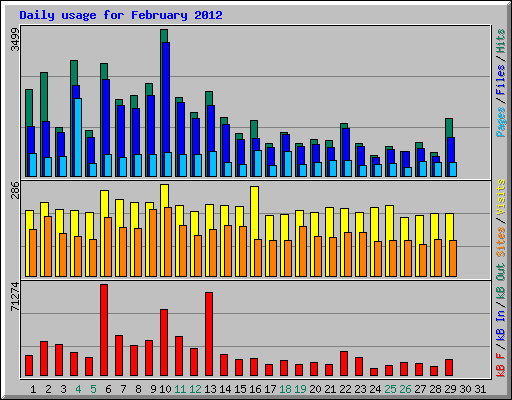 Daily usage for February 2012
3499
Pages / Files / Hits
286
Sites / Visits
71274
kB F / kB In / kB Out
1 2 3 4 5 6 7 8 9 10 11 12 13 14 15 16 17 18 19 20 21 22 23 24 25 26 27 28 29 30 31